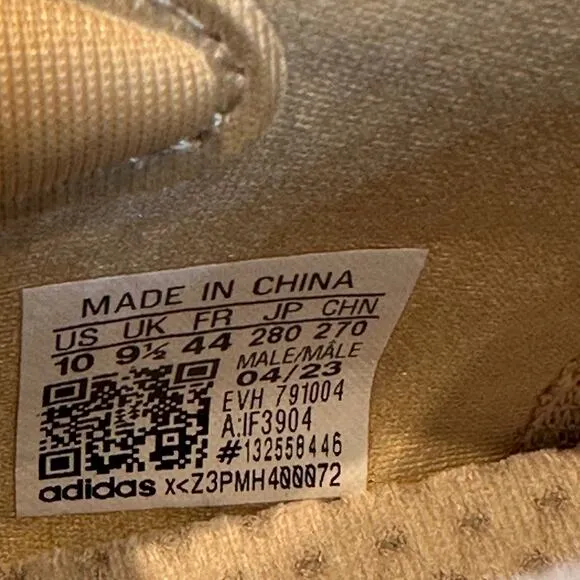 MADE IN CHINA
US UK FR JP CHN
10 9½ 44 280 270
MALE/MÂLE
04/23
EVH 791004
A:IF3904
#132558446
adidas X<Z3PMH400072